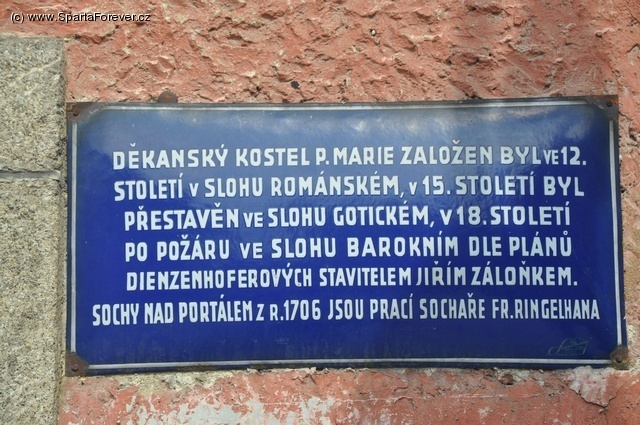 (c) www.SpartaForever.cz
DĚKANSKÝ KOSTEL P. MARIE ZALOŽEN BYL VE 12.
STOLETÍ V SLOHU ROMÁNSKÉM, V 15. STOLETÍ BYL
PŘESTAVĚN VE SLOHU GOTICKÉM, V 18. STOLETÍ
PO POŽÁRU VE SLOHU BAROKNÍM DLE PLÁNŮ
DIENZENHOFEROVÝCH STAVITELEM JIŘÍM ZÁLOŇKEM.
SOCHY NAD PORTÁLEM Z R. 1706 JSOU PRACÍ SOCHAŘE FR. RINGELHANA